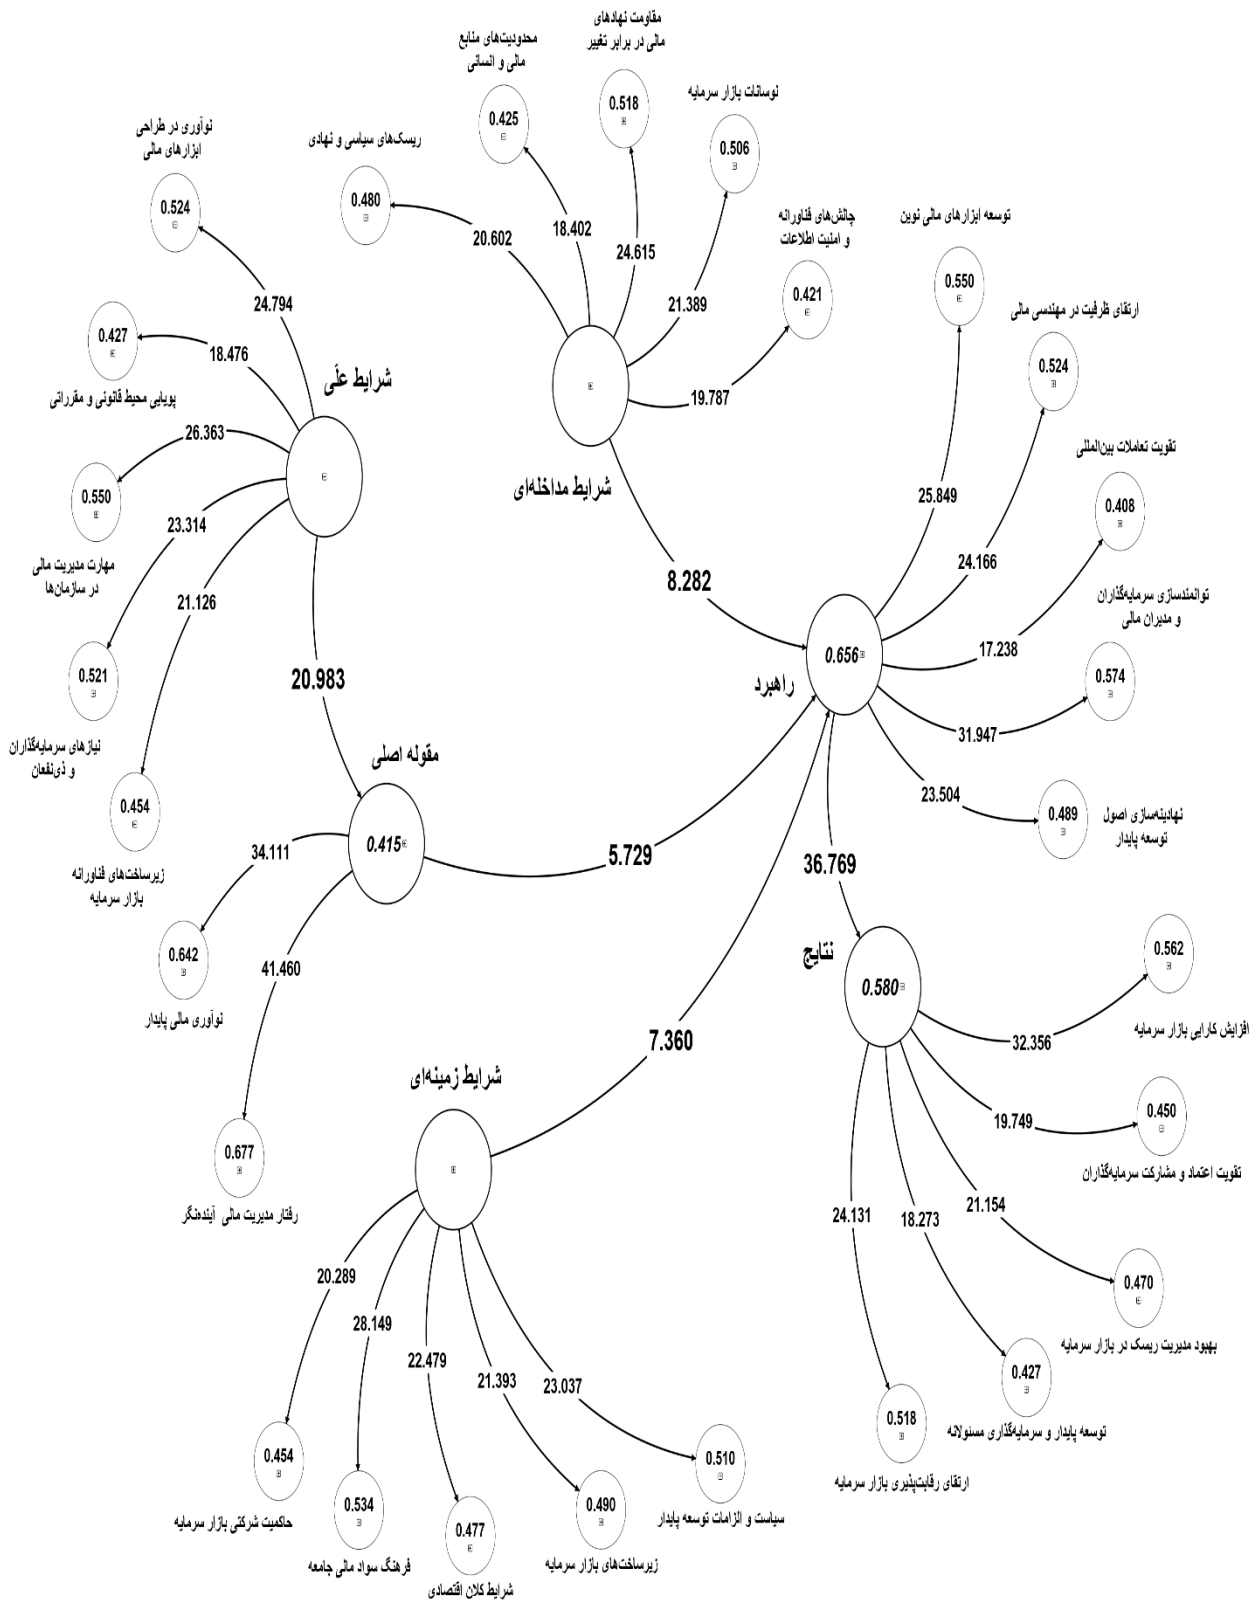 مقاومت نهادهای
مالی در برابر تغییر
0.518
محدودیت‌های منابع
مالی و انسانی
0.425
نوسانات بازار سرمایه
0.506
ریسک‌های سیاسی و نهادی
0.480
چالش‌های فناورانه
و امنیت اطلاعات
0.421
20.602
18.402
24.615
21.389
19.787
شرایط مداخله‌ای
8.282
نوآوری در طراحی
ابزارهای مالی
0.524
24.794
0.427
18.476
پویایی محیط قانونی و مقرراتی
شرایط علّی
26.363
0.550
مهارت مدیریت مالی
در سازمان‌ها
23.314
0.521
نیازهای سرمایه‌گذاران
و ذی‌نفعان
21.126
0.454
زیرساخت‌های فناورانه
بازار سرمایه
20.983
توسعه ابزارهای مالی نوین
0.550
25.849
ارتقای ظرفیت در مهندسی مالی
0.524
24.166
تقویت تعاملات بین‌المللی
0.408
17.238
توانمندسازی سرمایه‌گذاران
و مدیران مالی
0.574
31.947
0.656
راهبرد
23.504
0.489
نهادینه‌سازی اصول
توسعه پایدار
مقوله اصلی
0.415
5.729
34.111
0.642
نوآوری مالی پایدار
41.460
0.677
رفتار مدیریت مالی آینده‌نگر
36.769
نتایج
0.580
0.562
32.356
افزایش کارایی بازار سرمایه
0.450
19.749
تقویت اعتماد و مشارکت سرمایه‌گذاران
21.154
0.470
بهبود مدیریت ریسک در بازار سرمایه
18.273
0.427
توسعه پایدار و سرمایه‌گذاری مسئولانه
24.131
0.518
ارتقای رقابت‌پذیری بازار سرمایه
7.360
شرایط زمینه‌ای
20.289
0.454
حاکمیت شرکتی بازار سرمایه
28.149
0.534
فرهنگ سواد مالی جامعه
22.479
0.477
شرایط کلان اقتصادی
21.393
0.490
زیرساخت‌های بازار سرمایه
23.037
0.510
سیاست و الزامات توسعه پایدار